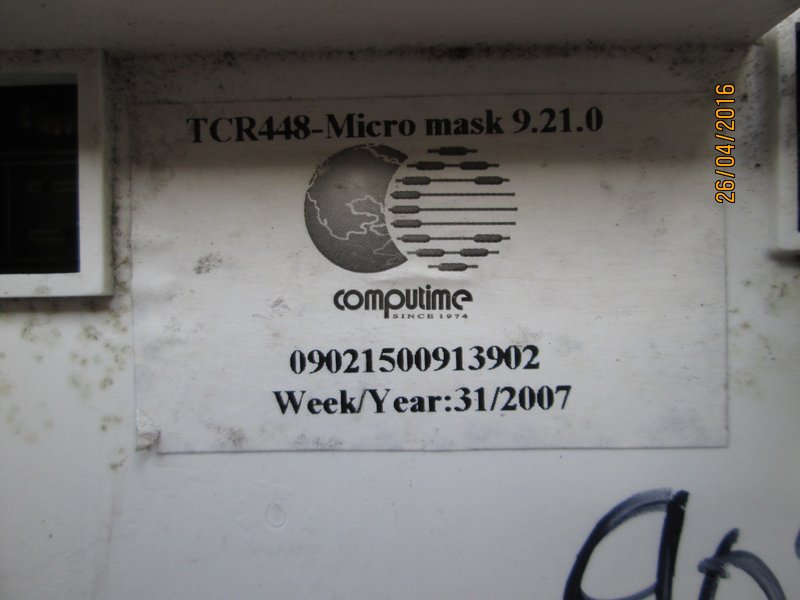 TCR448-Micro mask 9.21.0
computime
SINCE 1974
09021500913902
Week/Year:31/2007
26/04/2016